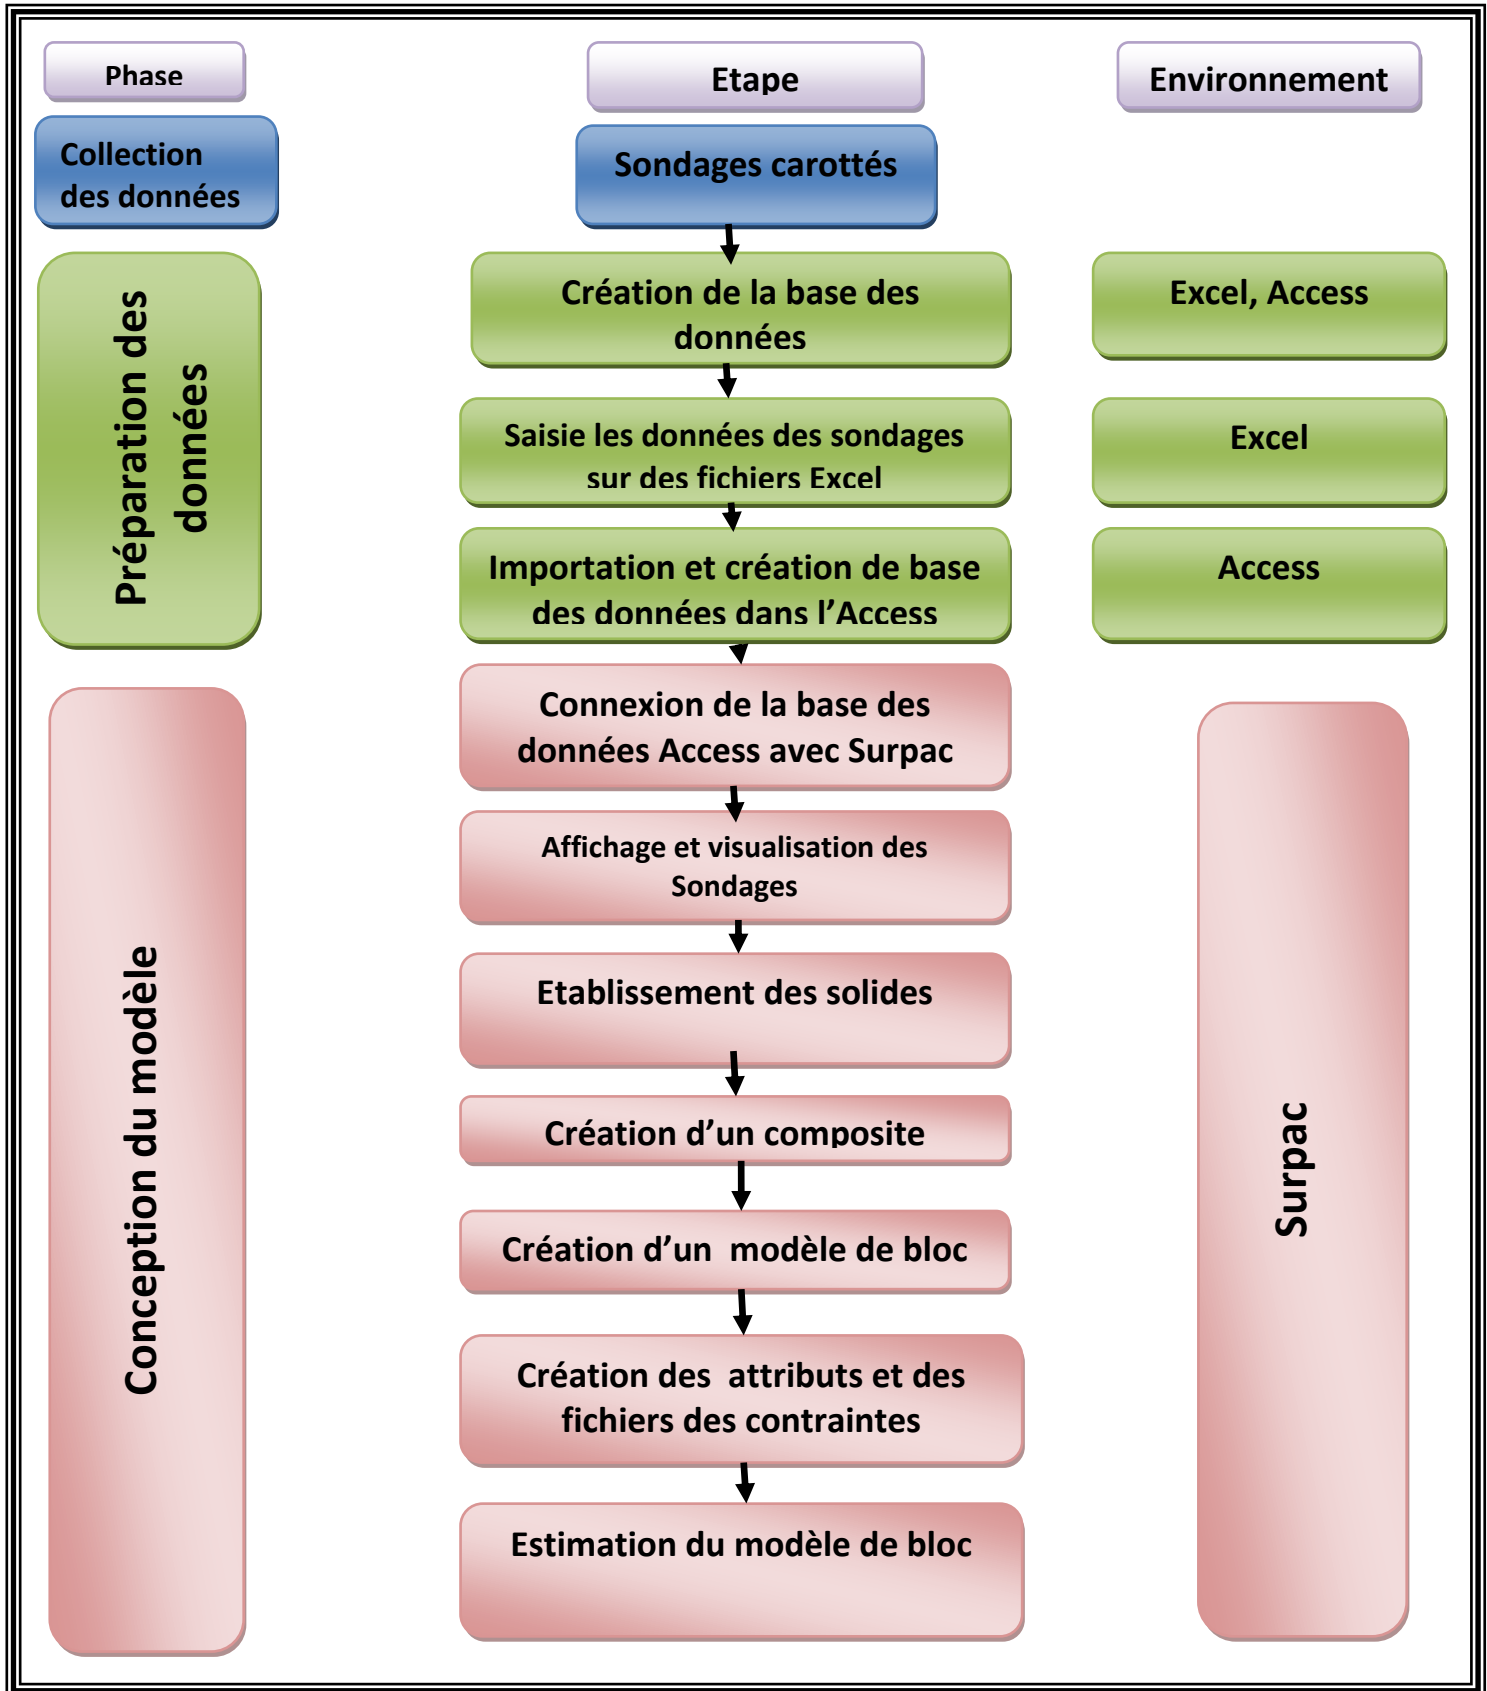 Phase
Etape
Environnement
Collection
des données
Sondages carottés
Préparation des
données
Création de la base des
données
Excel, Access
Saisie les données des sondages
sur des fichiers Excel
Excel
Importation et création de base
des données dans l’Access
Access
Conception du modèle
Connexion de la base des
données Access avec Surpac
Affichage et visualisation des
Sondages
Etablissement des solides
Création d’un composite
Création d’un  modèle de bloc
Création des  attributs et des
fichiers des contraintes
Estimation du modèle de bloc
Surpac